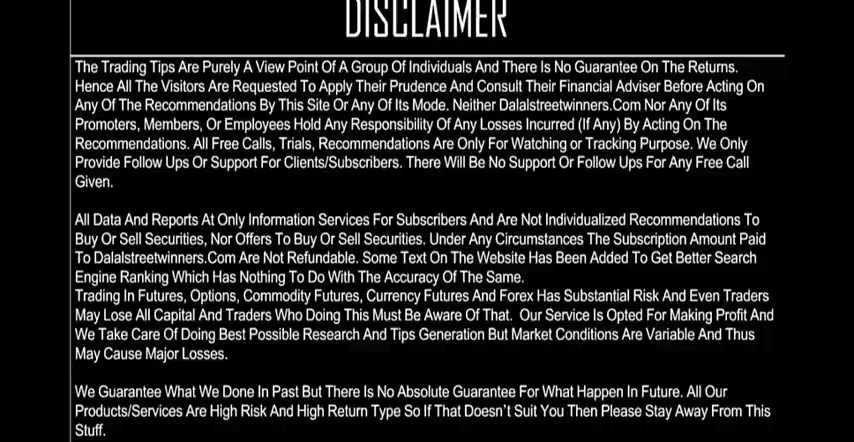 DISCLAIMER
The Trading Tips Are Purely A View Point Of A Group Of Individuals And There Is No Guarantee On The Returns.
Hence All The Visitors Are Requested To Apply Their Prudence And Consult Their Financial Adviser Before Acting On
Any Of The Recommendations By This Site Or Any Of Its Mode. Neither Dalalstreetwinners.Com Nor Any Of Its
Promoters, Members, Or Employees Hold Any Responsibility Of Any Losses Incurred (If Any) By Acting On The
Recommendations. All Free Calls, Trials, Recommendations Are Only For Watching or Tracking Purpose. We Only
Provide Follow Ups Or Support For Clients/Subscribers. There Will Be No Support Or Follow Ups For Any Free Call
Given.
All Data And Reports At Only Information Services For Subscribers And Are Not Individualized Recommendations To
Buy Or Sell Securities, Nor Offers To Buy Or Sell Securities. Under Any Circumstances The Subscription Amount Paid
To Dalalstreetwinners.Com Are Not Refundable. Some Text On The Website Has Been Added To Get Better Search
Engine Ranking Which Has Nothing To Do With The Accuracy Of The Same.
Trading In Futures, Options, Commodity Futures, Currency Futures And Forex Has Substantial Risk And Even Traders
May Lose All Capital And Traders Who Doing This Must Be Aware Of That. Our Service Is Opted For Making Profit And
We Take Care Of Doing Best Possible Research And Tips Generation But Market Conditions Are Variable And Thus
May Cause Major Losses.
We Guarantee What We Done In Past But There Is No Absolute Guarantee For What Happen In Future. All Our
Products/Services Are High Risk And High Return Type So If That Doesn't Suit You Then Please Stay Away From This
Stuff.